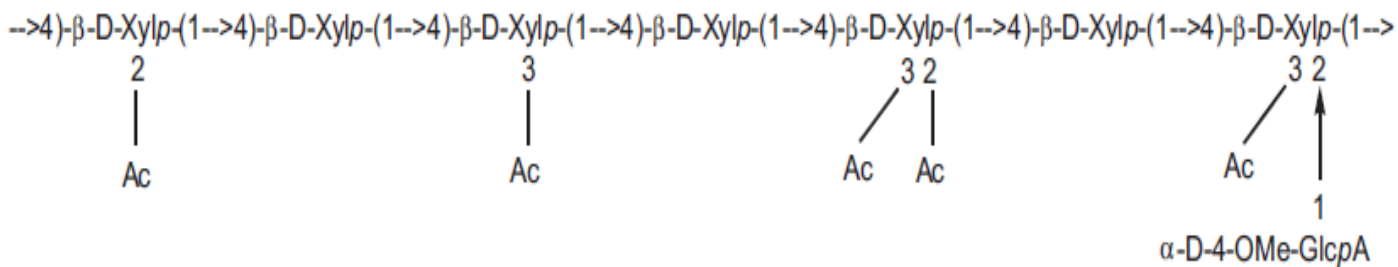 -->4)-β-D-Xylp-(1-->4)-β-D-Xylp-(1-->4)-β-D-Xylp-(1-->4)-β-D-Xylp-(1-->4)-β-D-Xylp-(1-->4)-β-D-Xylp-(1-->4)-β-D-Xylp-(1-->
2 3 3 2 3 2
Ac Ac Ac Ac Ac
1
α-D-4-OMe-GlcpA